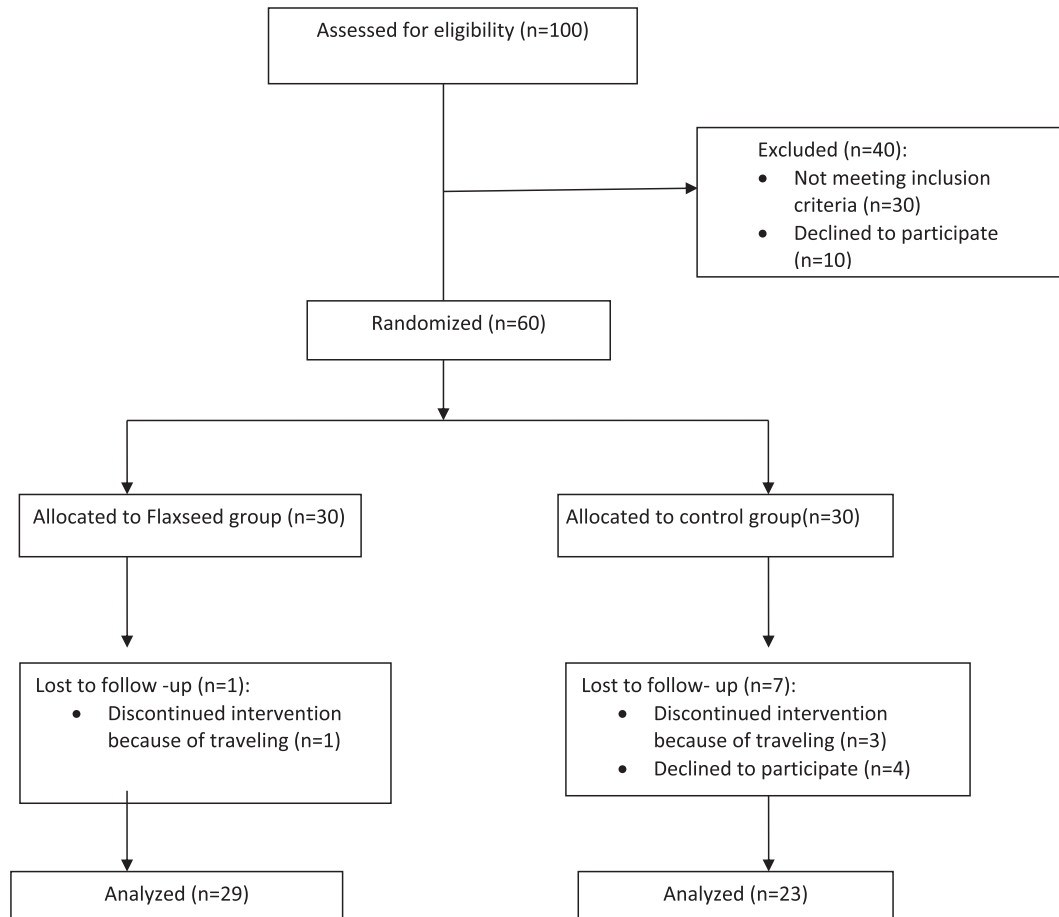 Assessed for eligibility (n=100)
Excluded (n=40):
• Not meeting inclusion
criteria (n=30)
• Declined to participate
(n=10)
Randomized (n=60)
Allocated to Flaxseed group (n=30)
Allocated to control group(n=30)
Lost to follow -up (n=1):
• Discontinued intervention
because of traveling (n=1)
Lost to follow- up (n=7):
• Discontinued intervention
because of traveling (n=3)
• Declined to participate (n=4)
Analyzed (n=29)
Analyzed (n=23)